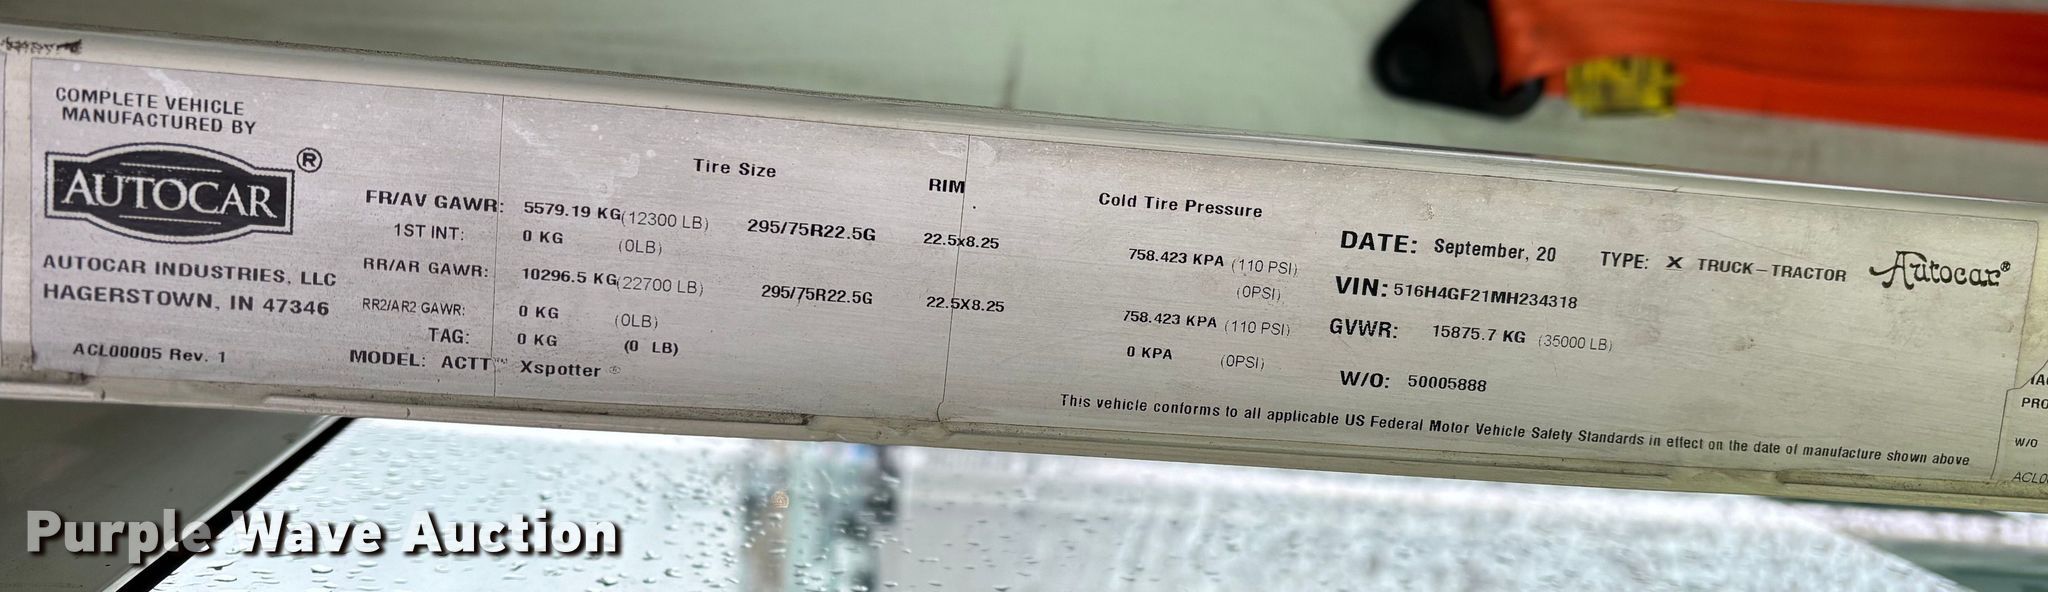 COMPLETE VEHICLE
MANUFACTURED BY
AUTOCAR ®
AUTOCAR INDUSTRIES, LLC
HAGERSTOWN, IN 47346
ACL00005 Rev. 1
Tire Size RIM Cold Tire Pressure
FR/AV GAWR: 5579.19 KG (12300 LB) 295/75R22.5G 22.5x8.25 758.423 KPA (110 PSI)
1ST INT: 0 KG (0LB) (0PSI)
RR/AR GAWR: 10296.5 KG (22700 LB) 295/75R22.5G 22.5X8.25 758.423 KPA (110 PSI)
RR2/AR2 GAWR: 0 KG (0LB) 0 KPA (0PSI)
TAG: 0 KG (0 LB)
MODEL: ACTT™ Xspotter ®
DATE: September, 20 TYPE: X TRUCK-TRACTOR Autocar®
VIN: 516H4GF21MH234318
GVWR: 15875.7 KG (35000 LB)
W/O: 50005888
This vehicle conforms to all applicable US Federal Motor Vehicle Safety Standards in effect on the date of manufacture shown above
PRO
W/O
Purple Wave Auction